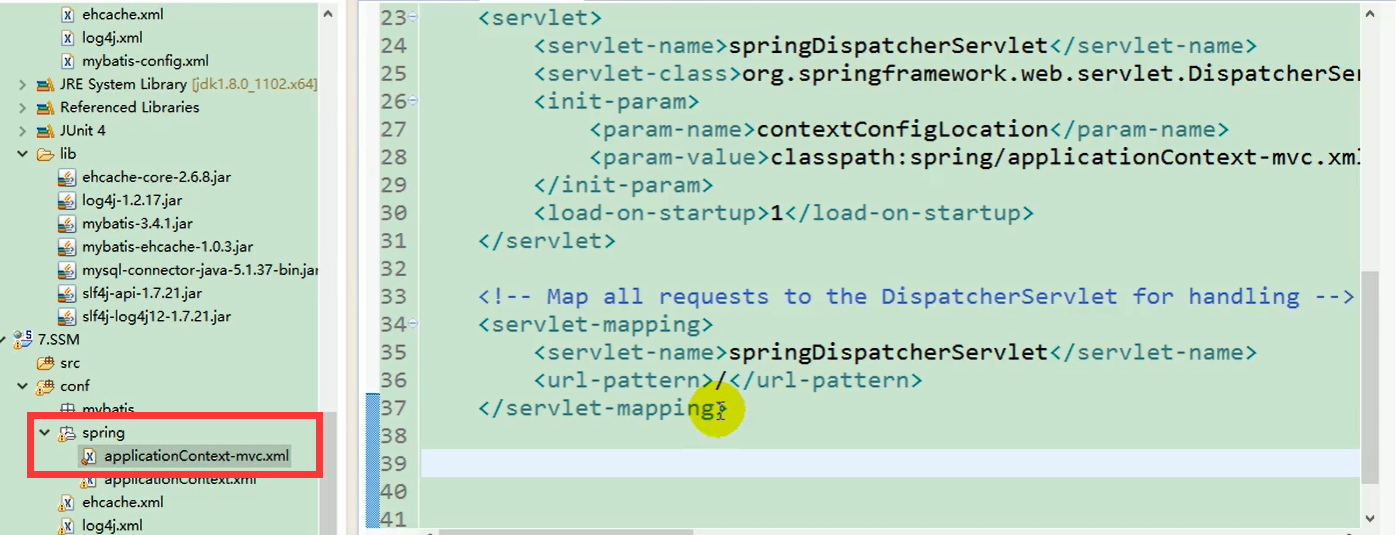 ehcache.xml
log4j.xml
mybatis-config.xml
JRE System Library [jdk1.8.0_1102.x64]
Referenced Libraries
JUnit 4
lib
ehcache-core-2.6.8.jar
log4j-1.2.17.jar
mybatis-3.4.1.jar
mybatis-ehcache-1.0.3.jar
mysql-connector-java-5.1.37-bin.jar
slf4j-api-1.7.21.jar
slf4j-log4j12-1.7.21.jar
7.SSM
src
conf
mybatis
spring
applicationContext-mvc.xml
applicationContext.xml
ehcache.xml
log4j.xml
23 <servlet>
24 <servlet-name>springDispatcherServlet</servlet-name>
25 <servlet-class>org.springframework.web.servlet.DispatcherSer
26 <init-param>
27 <param-name>contextConfigLocation</param-name>
28 <param-value>classpath:spring/applicationContext-mvc.xml
29 </init-param>
30 <load-on-startup>1</load-on-startup>
31 </servlet>
32
33 <!-- Map all requests to the DispatcherServlet for handling -->
34 <servlet-mapping>
35 <servlet-name>springDispatcherServlet</servlet-name>
36 <url-pattern>/</url-pattern>
37 </servlet-mapping>
38
39
40
41